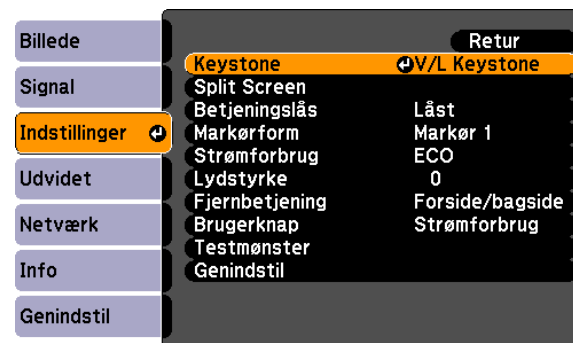 Billede
Signal
Indstillinger
Udvidet
Netværk
Info
Genindstil
Retur
Keystone V/L Keystone
Split Screen
Betjeningslås Låst
Markørform Markør 1
Strømforbrug ECO
Lydstyrke 0
Fjernbetjening Forside/bagside
Brugerknap Strømforbrug
Testmønster
Genindstil